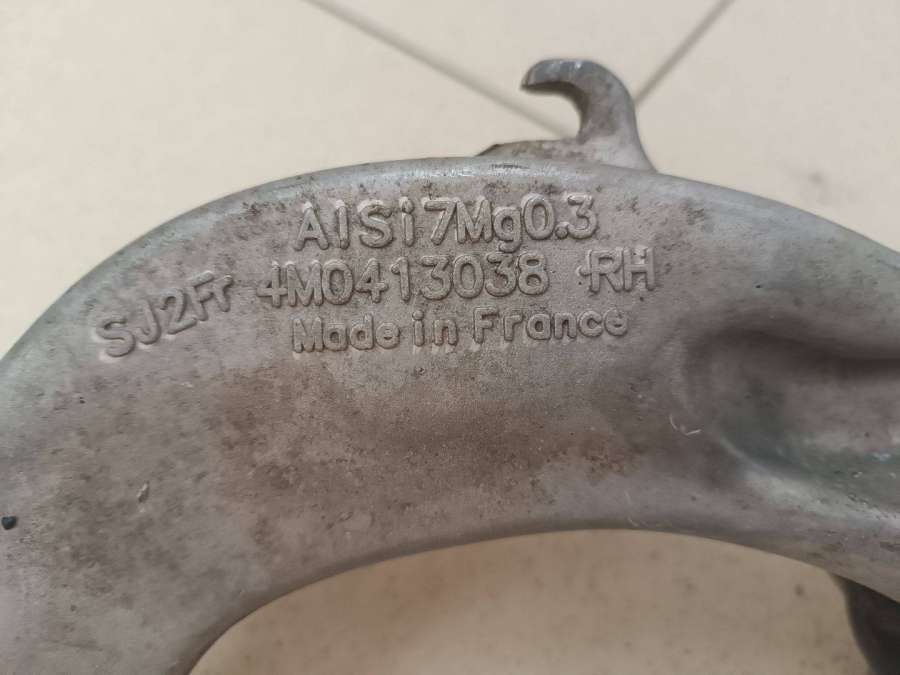 AlSi7Mg0.3
SJ2Fr 4M0413038 RH
Made in France